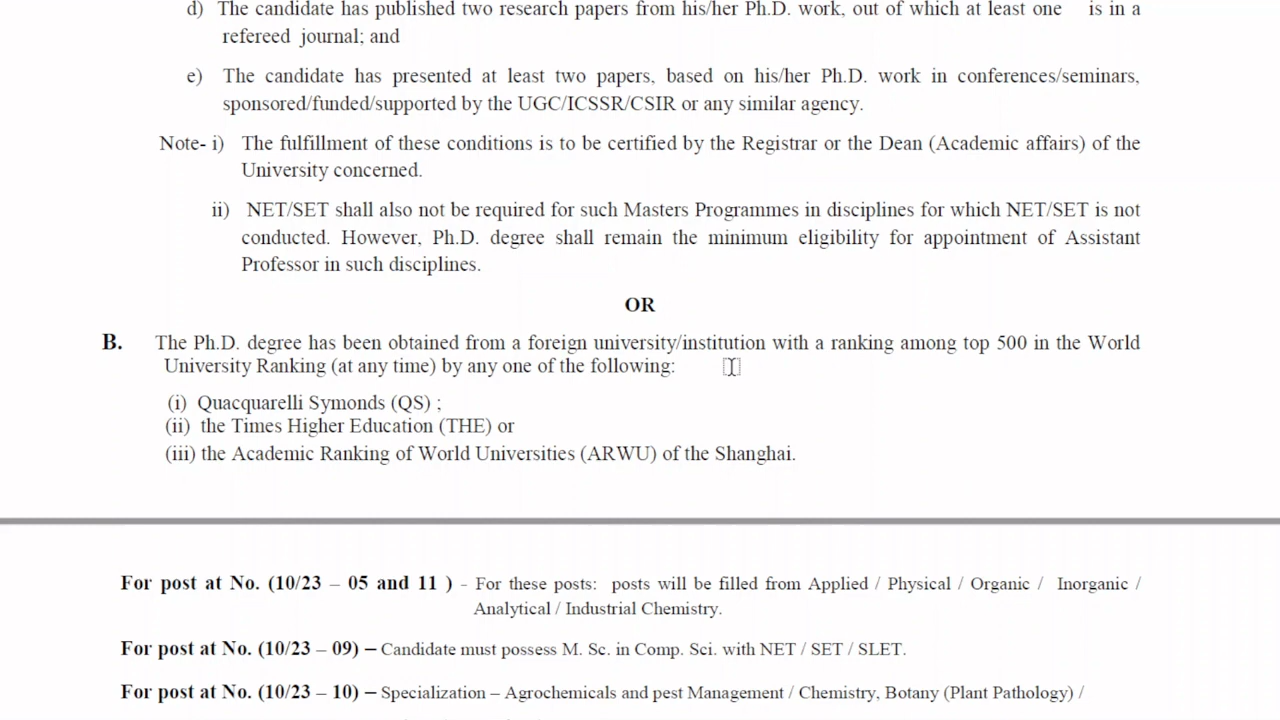 d) The candidate has published two research papers from his/her Ph.D. work, out of which at least one is in a
refereed journal; and
e) The candidate has presented at least two papers, based on his/her Ph.D. work in conferences/seminars,
sponsored/funded/supported by the UGC/ICSSR/CSIR or any similar agency.
Note- i) The fulfillment of these conditions is to be certified by the Registrar or the Dean (Academic affairs) of the
University concerned.
ii) NET/SET shall also not be required for such Masters Programmes in disciplines for which NET/SET is not
conducted. However, Ph.D. degree shall remain the minimum eligibility for appointment of Assistant
Professor in such disciplines.
OR
B. The Ph.D. degree has been obtained from a foreign university/institution with a ranking among top 500 in the World
University Ranking (at any time) by any one of the following:
(i) Quacquarelli Symonds (QS) ;
(ii) the Times Higher Education (THE) or
(iii) the Academic Ranking of World Universities (ARWU) of the Shanghai.
For post at No. (10/23 – 05 and 11 ) - For these posts: posts will be filled from Applied / Physical / Organic / Inorganic /
Analytical / Industrial Chemistry.
For post at No. (10/23 – 09) – Candidate must possess M. Sc. in Comp. Sci. with NET / SET / SLET.
For post at No. (10/23 – 10) – Specialization – Agrochemicals and pest Management / Chemistry, Botany (Plant Pathology) /